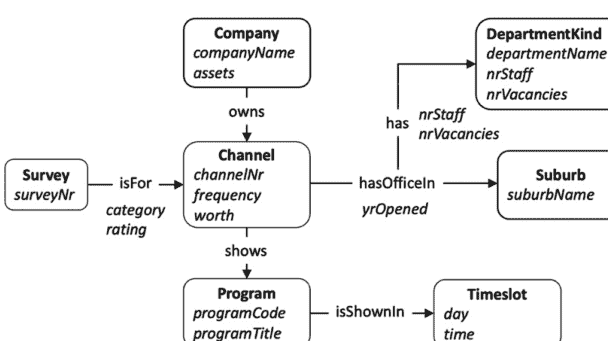 Company
companyName
assets
owns
DepartmentKind
departmentName
nrStaff
nrVacancies
has
nrStaff
nrVacancies
Survey
surveyNr
isFor
category
rating
Channel
channelNr
frequency
worth
hasOfficeIn
yrOpened
Suburb
suburbName
shows
Program
programCode
programTitle
isShownIn
Timeslot
day
time